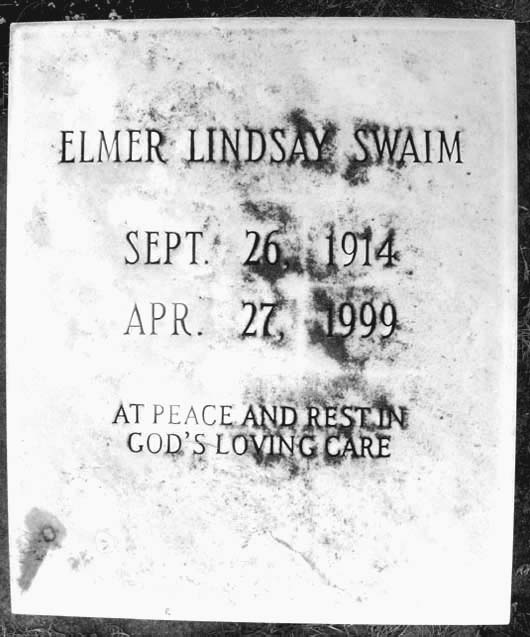 ELMER LINDSAY SWAIM
SEPT. 26, 1914
APR. 27, 1999
AT PEACE AND REST IN
GOD'S LOVING CARE